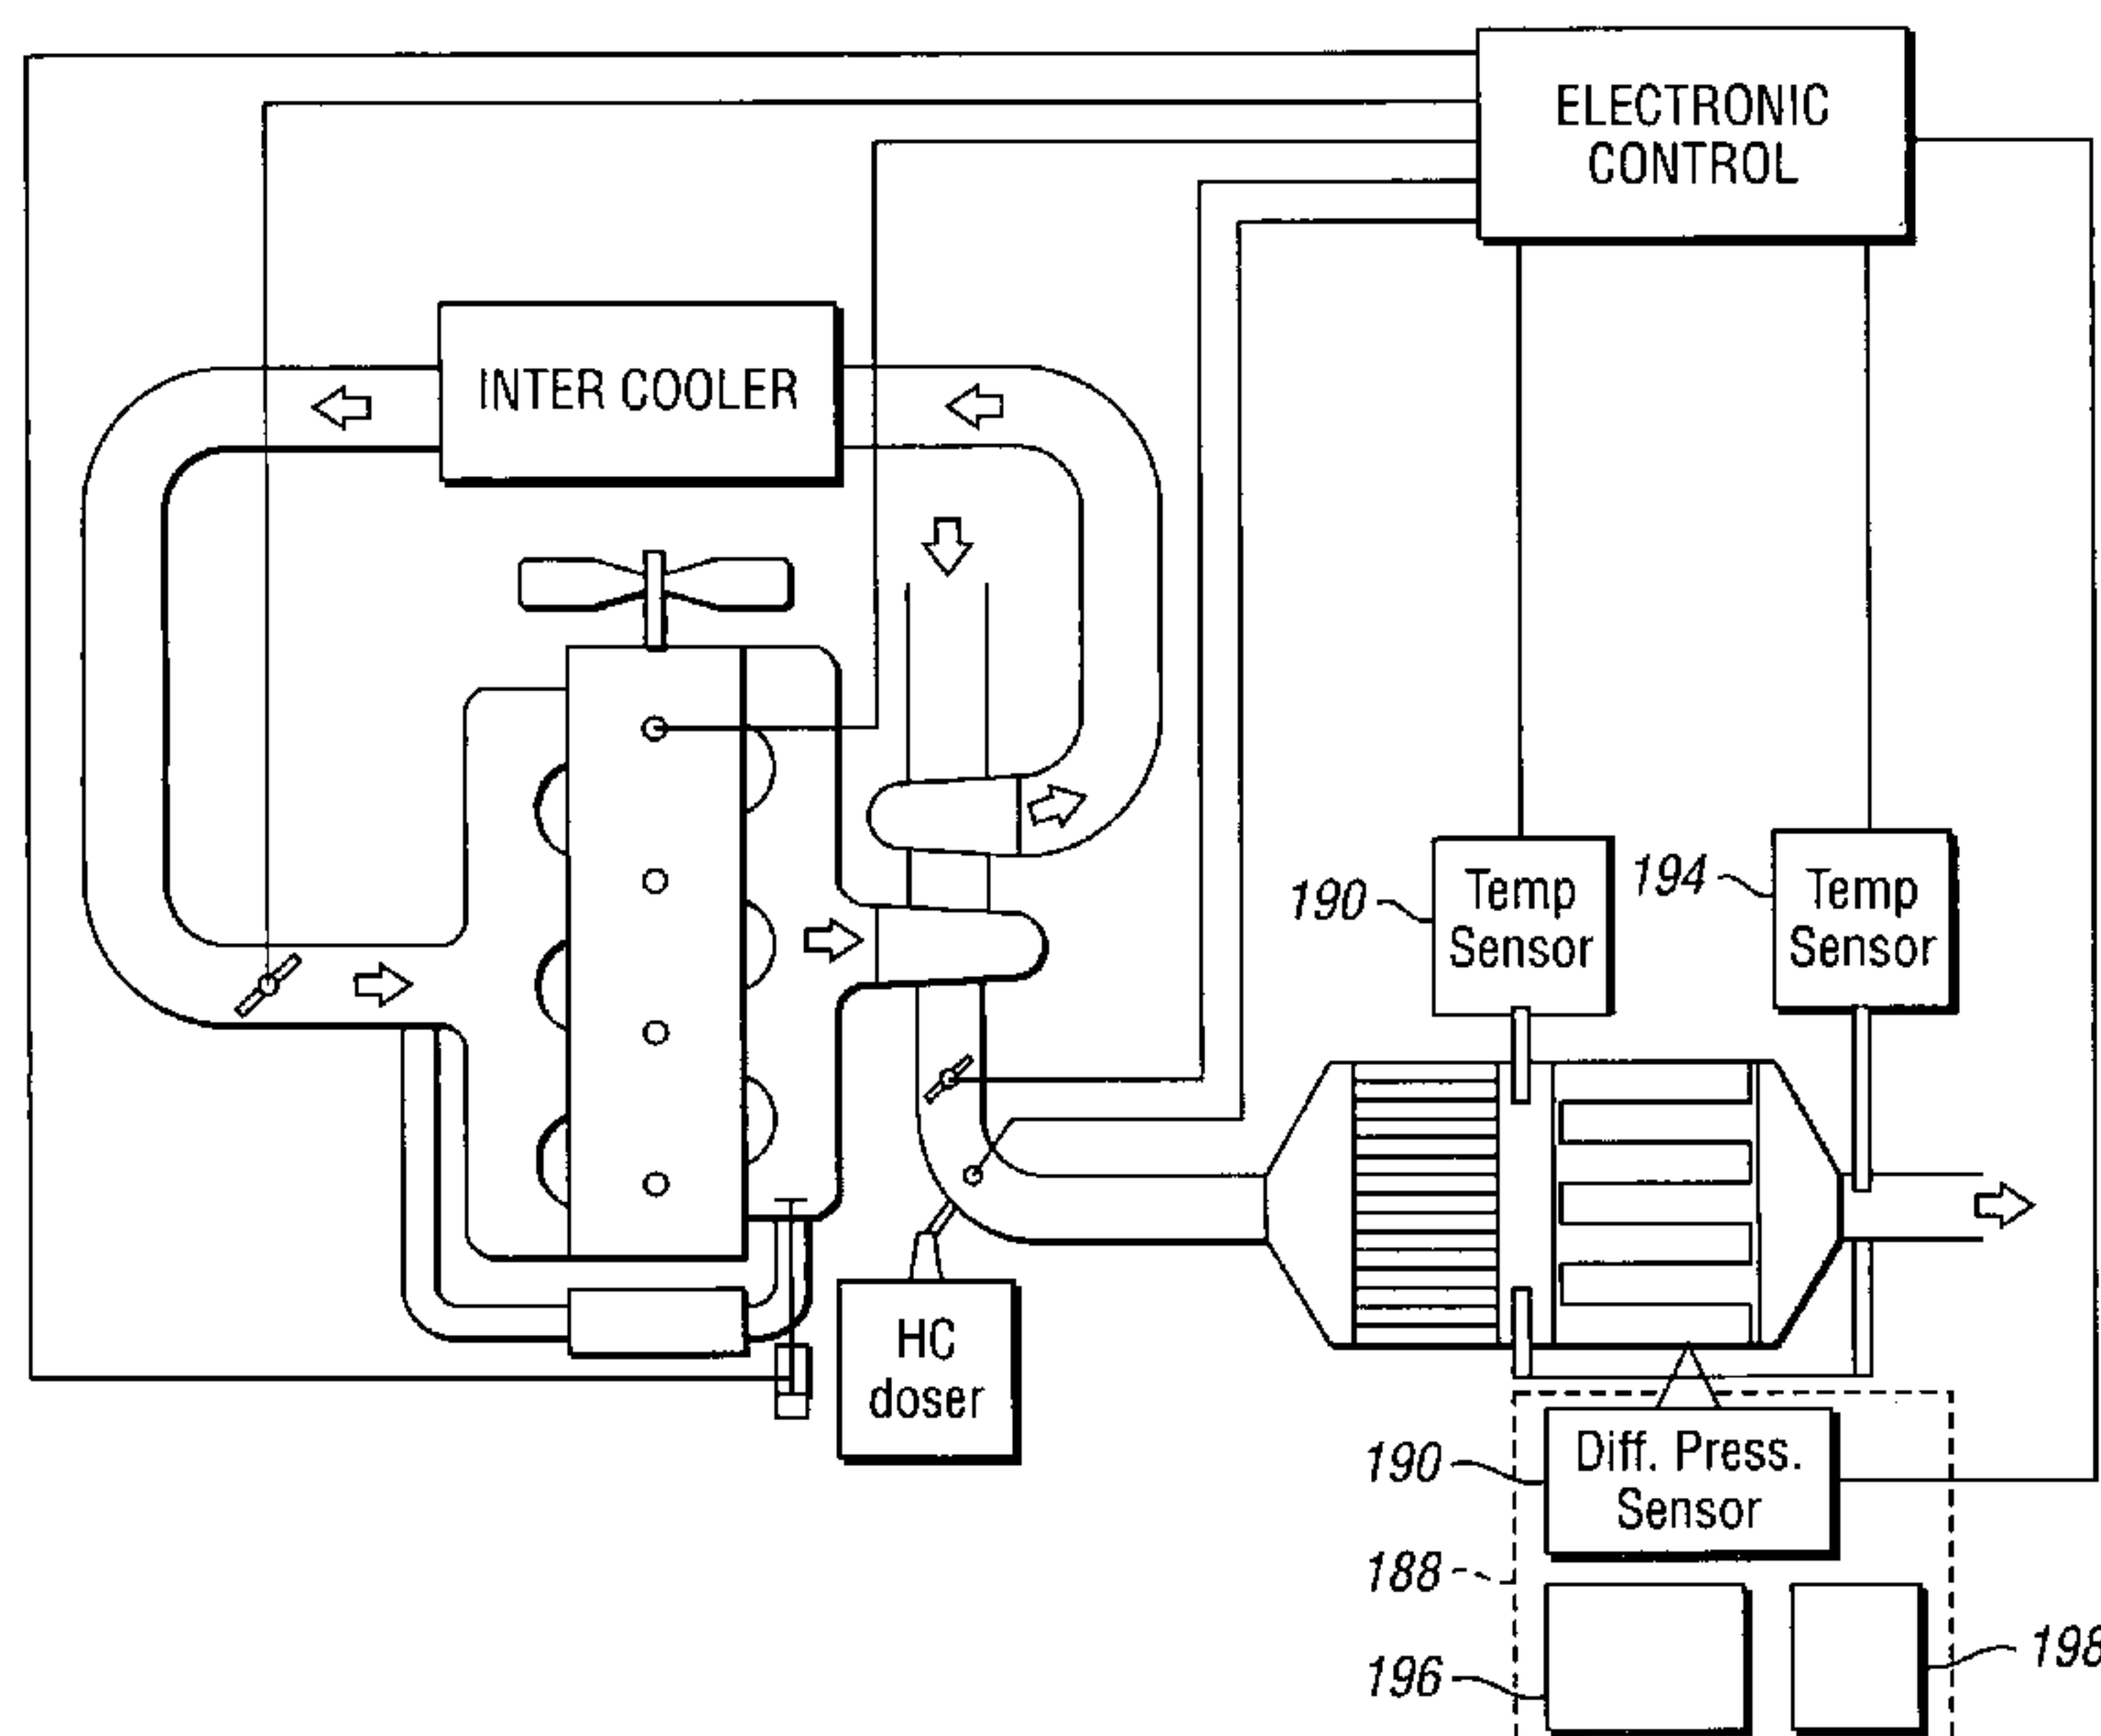 ELECTRONIC
CONTROL
INTER COOLER
190
Temp
Sensor
194
Temp
Sensor
HC
doser
190
Diff. Press.
Sensor
188
196
198